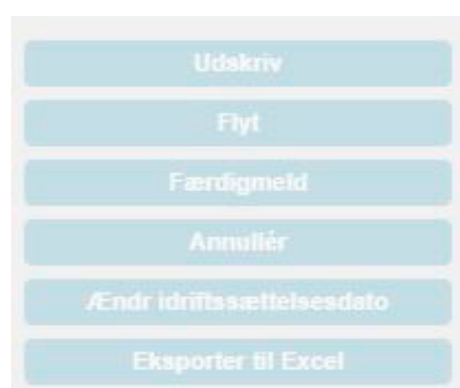 Udskriv
Flyt
Færdigmeld
Annullér
Ændr idriftssættelsesdato
Eksporter til Excel